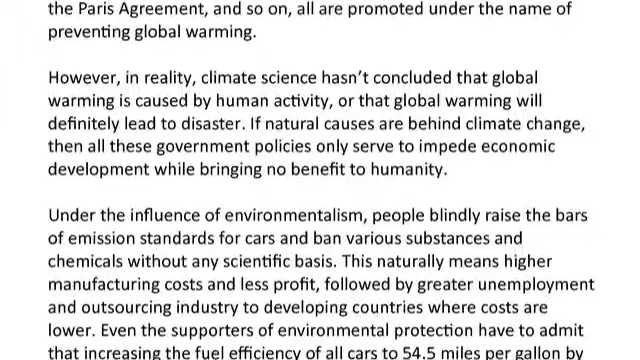 the Paris Agreement, and so on, all are promoted under the name of
preventing global warming.
However, in reality, climate science hasn't concluded that global
warming is caused by human activity, or that global warming will
definitely lead to disaster. If natural causes are behind climate change,
then all these government policies only serve to impede economic
development while bringing no benefit to humanity.
Under the influence of environmentalism, people blindly raise the bars
of emission standards for cars and ban various substances and
chemicals without any scientific basis. This naturally means higher
manufacturing costs and less profit, followed by greater unemployment
and outsourcing industry to developing countries where costs are
lower. Even the supporters of environmental protection have to admit
that increasing the fuel efficiency of all cars to 54.5 miles per gallon by